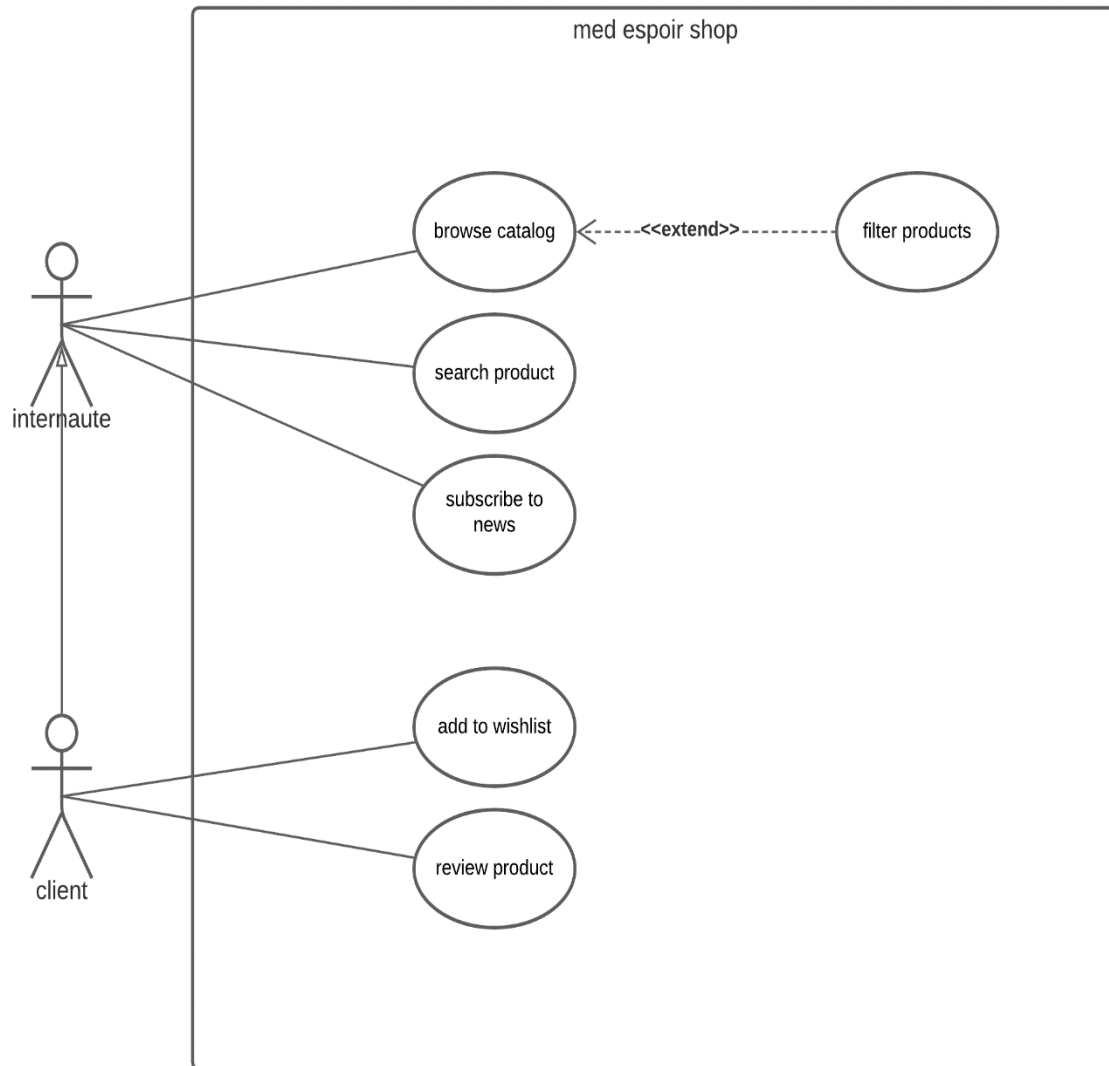 med espoir shop
browse catalog
<<extend>>
filter products
search product
internaute
subscribe to
news
add to wishlist
review product
client